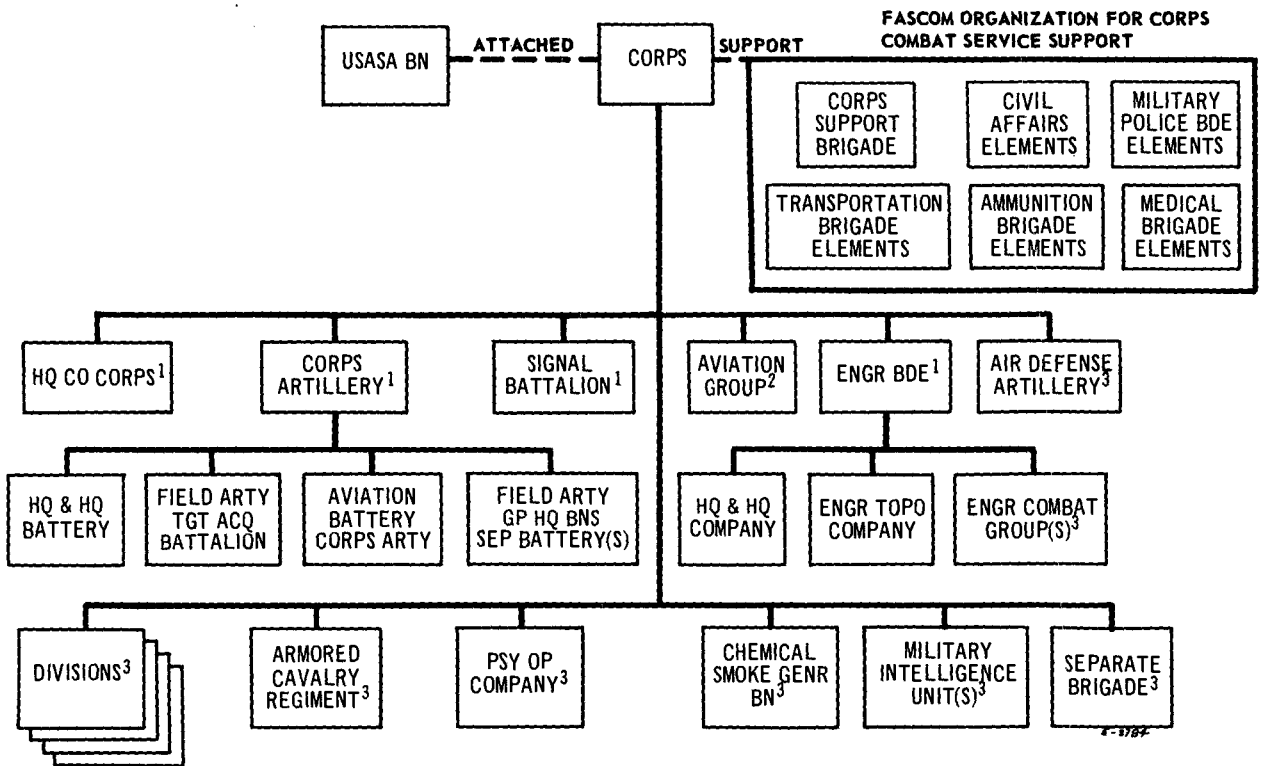 FASCOM ORGANIZATION FOR CORPS
COMBAT SERVICE SUPPORT
USASA BN
ATTACHED
CORPS
SUPPORT
CORPS
SUPPORT
BRIGADE
CIVIL
AFFAIRS
ELEMENTS
MILITARY
POLICE BDE
ELEMENTS
TRANSPORTATION
BRIGADE
ELEMENTS
AMMUNITION
BRIGADE
ELEMENTS
MEDICAL
BRIGADE
ELEMENTS
HQ CO CORPS1
CORPS
ARTILLERY1
SIGNAL
BATTALION1
AVIATION
GROUP2
ENGR BDE1
AIR DEFENSE
ARTILLERY3
HQ & HQ
BATTERY
FIELD ARTY
TGT ACQ
BATTALION
AVIATION
BATTERY
CORPS ARTY
FIELD ARTY
GP HQ BNS
SEP BATTERY(S)
HQ & HQ
COMPANY
ENGR TOPO
COMPANY
ENGR COMBAT
GROUP(S)3
DIVISIONS3
ARMORED
CAVALRY
REGIMENT3
PSY OP
COMPANY3
CHEMICAL
SMOKE GENR
BN3
MILITARY
INTELLIGENCE
UNIT(S)3
SEPARATE
BRIGADE3